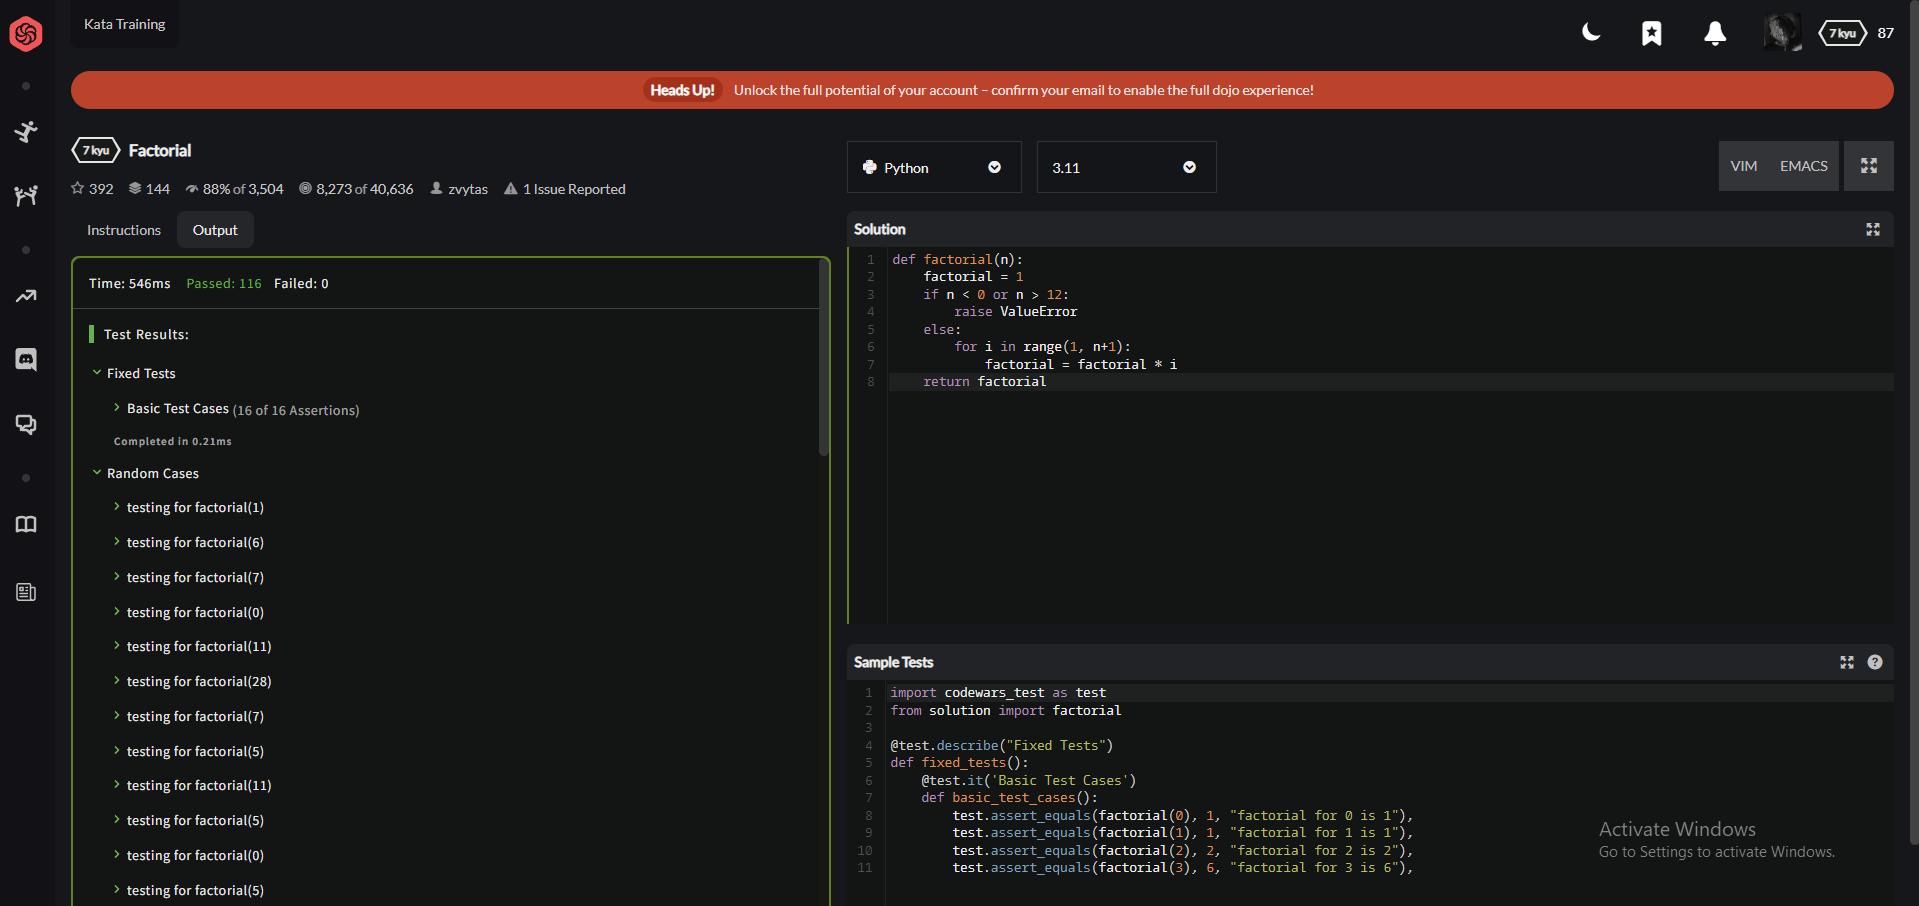 Kata Training
7 kyu 87
Heads Up! Unlock the full potential of your account – confirm your email to enable the full dojo experience!
7 kyu Factorial
392 144 88% of 3,504 8,273 of 40,636 zvytas 1 Issue Reported
Instructions Output
Time: 546ms Passed: 116 Failed: 0
Test Results:
Fixed Tests
Basic Test Cases (16 of 16 Assertions)
Completed in 0.21ms
Random Cases
testing for factorial(1)
testing for factorial(6)
testing for factorial(7)
testing for factorial(0)
testing for factorial(11)
testing for factorial(28)
testing for factorial(7)
testing for factorial(5)
testing for factorial(11)
testing for factorial(5)
testing for factorial(0)
testing for factorial(5)
Python 3.11 VIM EMACS
Solution
1 def factorial(n):
2     factorial = 1
3     if n < 0 or n > 12:
4         raise ValueError
5     else:
6         for i in range(1, n+1):
7             factorial = factorial * i
8     return factorial
Sample Tests
1 import codewars_test as test
2 from solution import factorial
3
4 @test.describe("Fixed Tests")
5 def fixed_tests():
6     @test.it('Basic Test Cases')
7     def basic_test_cases():
8         test.assert_equals(factorial(0), 1, "factorial for 0 is 1"),
9         test.assert_equals(factorial(1), 1, "factorial for 1 is 1"),
10         test.assert_equals(factorial(2), 2, "factorial for 2 is 2"),
11         test.assert_equals(factorial(3), 6, "factorial for 3 is 6"),
Activate Windows
Go to Settings to activate Windows.